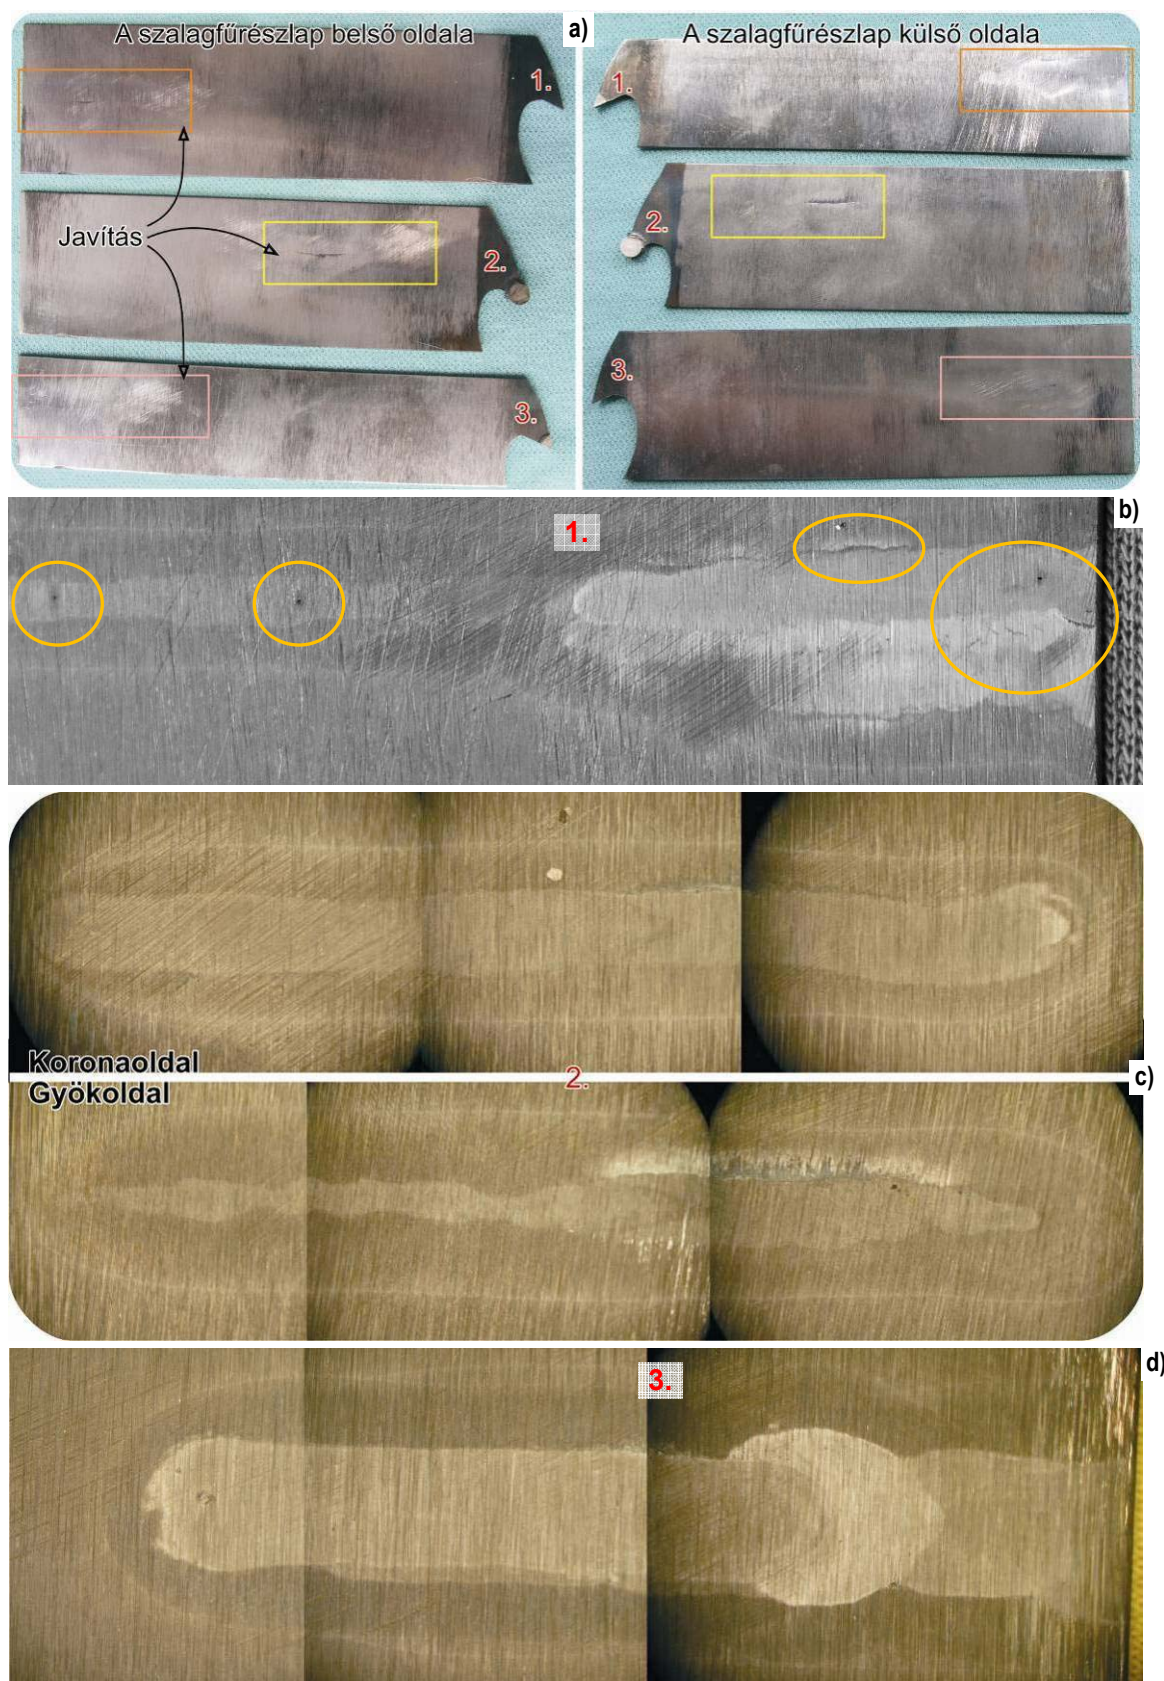 A szalagfűrészlap belső oldala
a)
A szalagfűrészlap külső oldala
1.
1.
Javítás
2.
2.
3.
3.
b)
1.
Koronaoldal
2.
c)
Gyökoldal
3.
d)